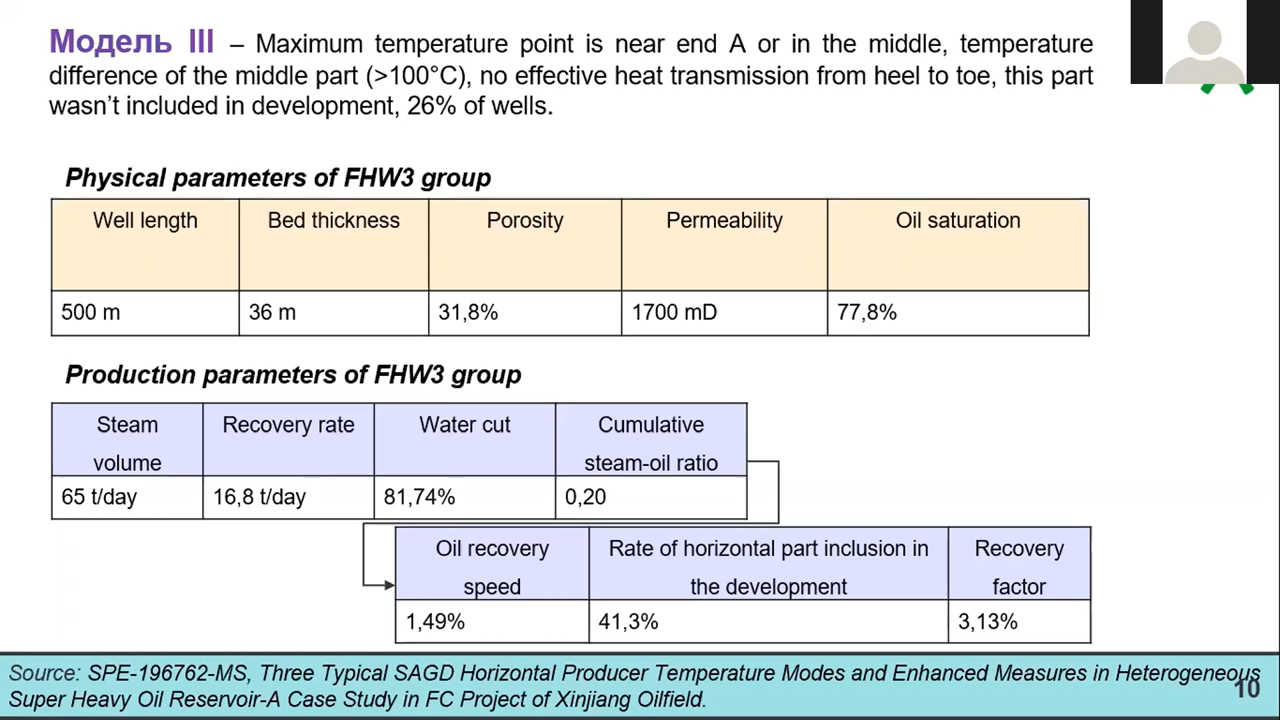 Модель III – Maximum temperature point is near end A or in the middle, temperature
difference of the middle part (>100°C), no effective heat transmission from heel to toe, this part
wasn’t included in development, 26% of wells.
Physical parameters of FHW3 group
Well length Bed thickness Porosity Permeability Oil saturation
500 m 36 m 31,8% 1700 mD 77,8%
Production parameters of FHW3 group
Steam Recovery rate Water cut Cumulative
volume steam-oil ratio
65 t/day 16,8 t/day 81,74% 0,20
Oil recovery Rate of horizontal part inclusion in Recovery
speed the development factor
1,49% 41,3% 3,13%
Source: SPE-196762-MS, Three Typical SAGD Horizontal Producer Temperature Modes and Enhanced Measures in Heterogeneous
Super Heavy Oil Reservoir-A Case Study in FC Project of Xinjiang Oilfield.
10